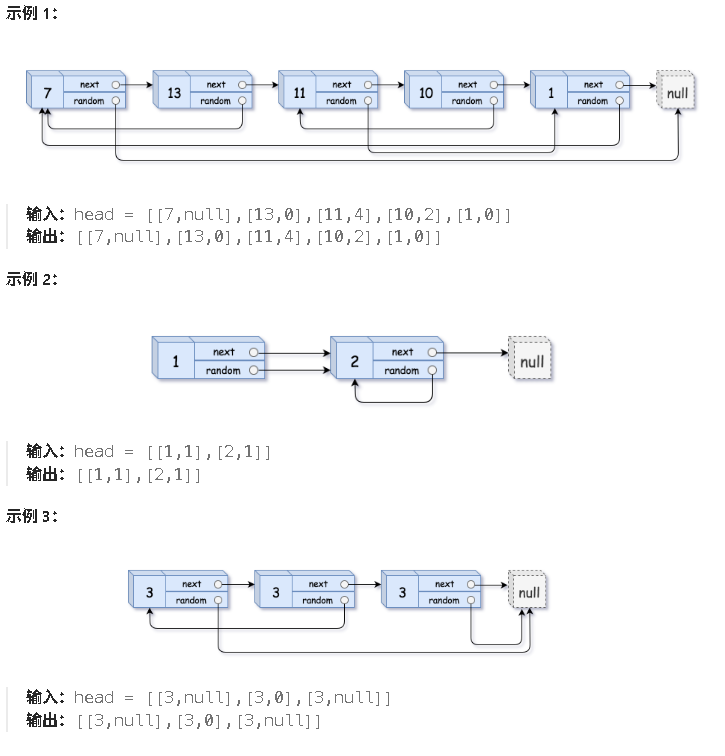 示例 1：
next next next next next
7 13 11 10 1 null
random random random random random
输入：head = [[7,null],[13,0],[11,4],[10,2],[1,0]]
输出：[[7,null],[13,0],[11,4],[10,2],[1,0]]
示例 2：
next next
1 2 null
random random
输入：head = [[1,1],[2,1]]
输出：[[1,1],[2,1]]
示例 3：
next next next
3 3 3 null
random random random
输入：head = [[3,null],[3,0],[3,null]]
输出：[[3,null],[3,0],[3,null]]